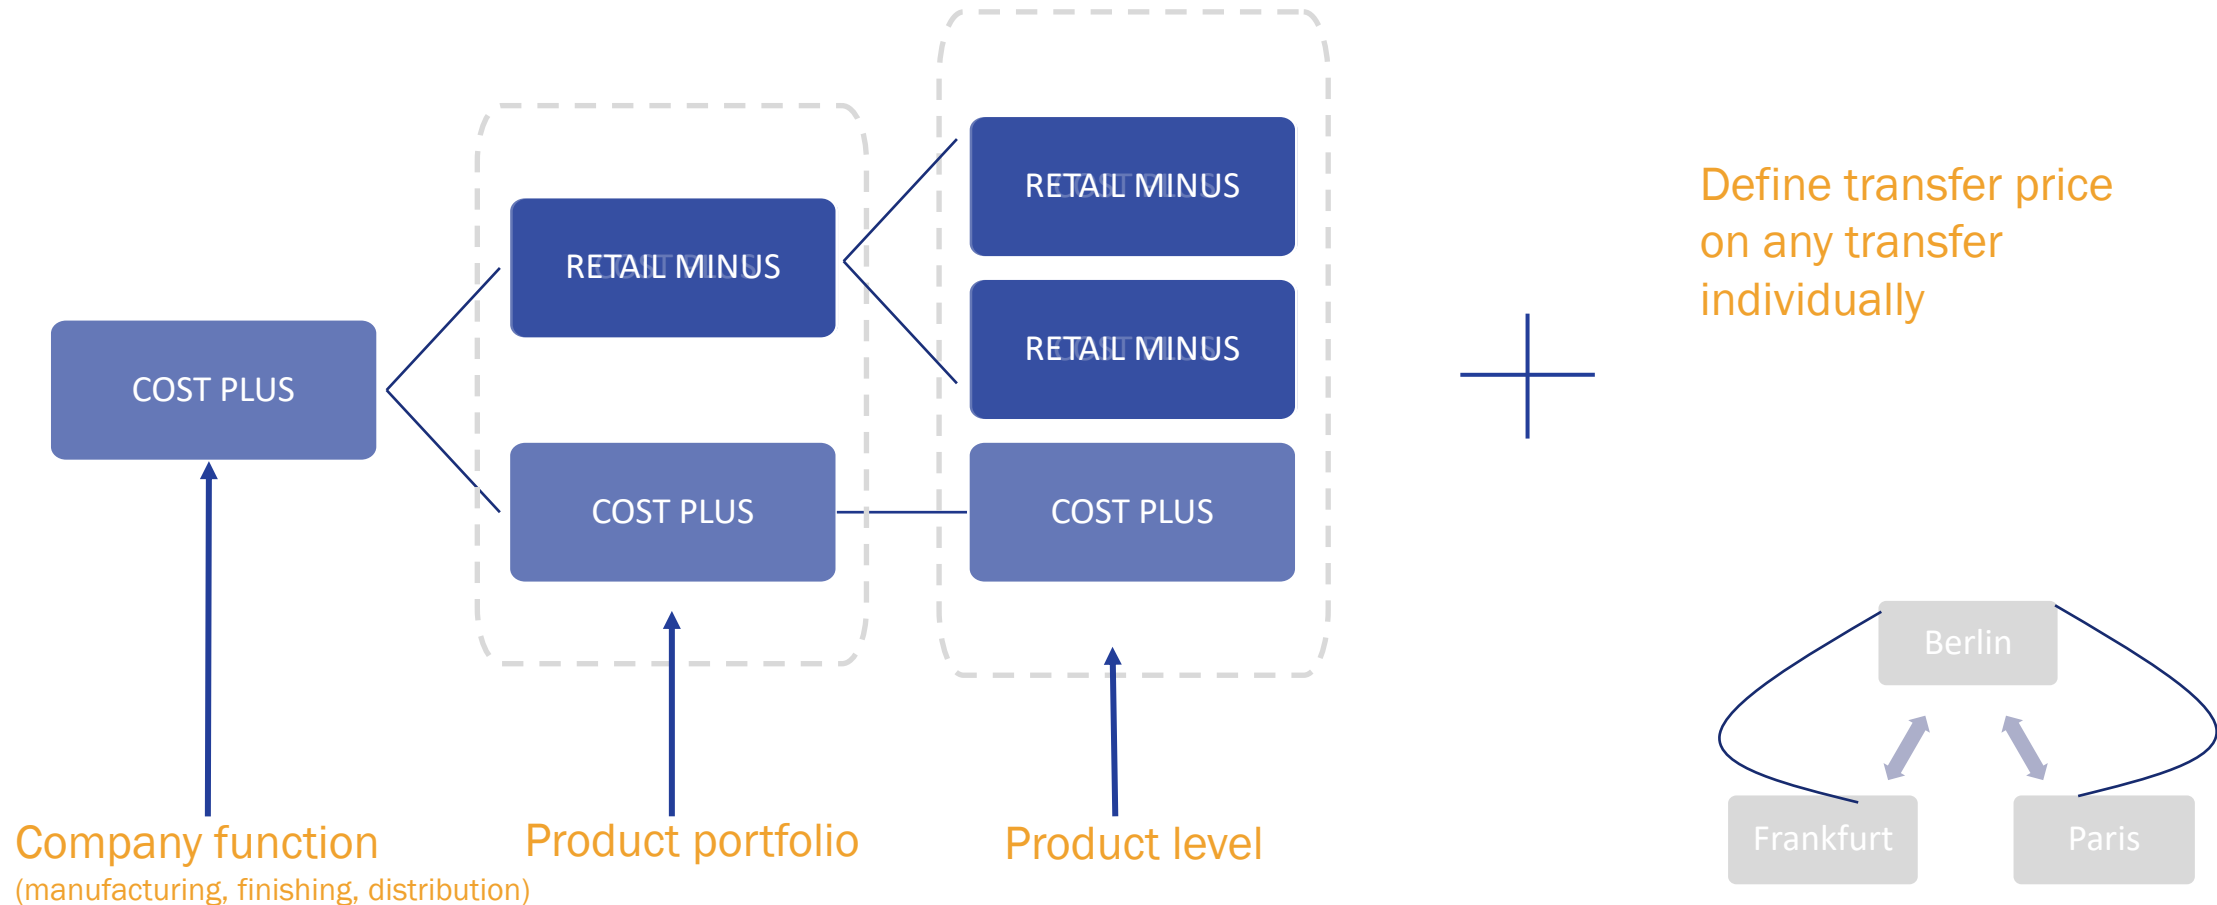 RETAIL MINUS
RETAIL MINUS
RETAIL MINUS
COST PLUS
COST PLUS
COST PLUS
Define transfer price
on any transfer
individually
Berlin
Frankfurt
Paris
Company function
(manufacturing, finishing, distribution)
Product portfolio
Product level